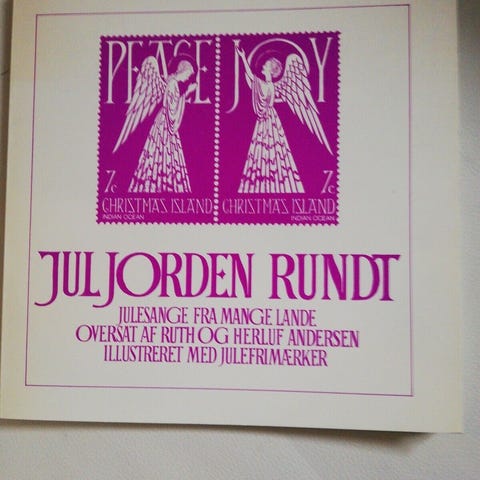 PEACE JOY
7c 7c
CHRISTMAS ISLAND CHRISTMAS ISLAND
INDIAN OCEAN INDIAN OCEAN
JUL JORDEN RUNDT
JULESANGE FRA MANGE LANDE
OVERSAT AF RUTH OG HERLUF ANDERSEN
ILLUSTRERET MED JULEFRIMÆRKER